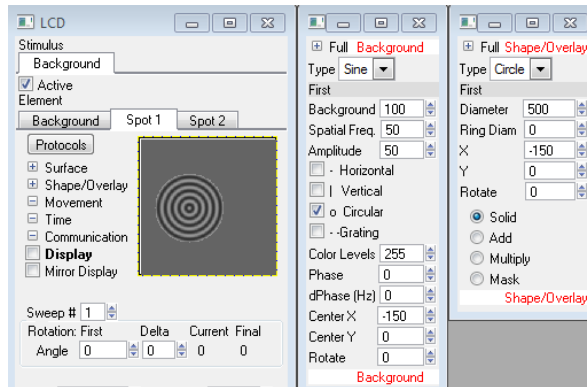 LCD
Stimulus
Background
Active
Element
Background Spot 1 Spot 2
Protocols
Surface
Shape/Overlay
Movement
Time
Communication
Display
Mirror Display
Sweep # 1
Rotation: First Delta Current Final
Angle 0 0 0 0
Full Background
Type Sine
First
Background 100
Spatial Freq. 50
Amplitude 50
- Horizontal
| Vertical
o Circular
- -Grating
Color Levels 255
Phase 0
dPhase (Hz) 0
Center X -150
Center Y 0
Rotate 0
Background
Full Shape/Overlay
Type Circle
First
Diameter 500
Ring Diam 0
X -150
Y 0
Rotate 0
Solid
Add
Multiply
Mask
Shape/Overlay